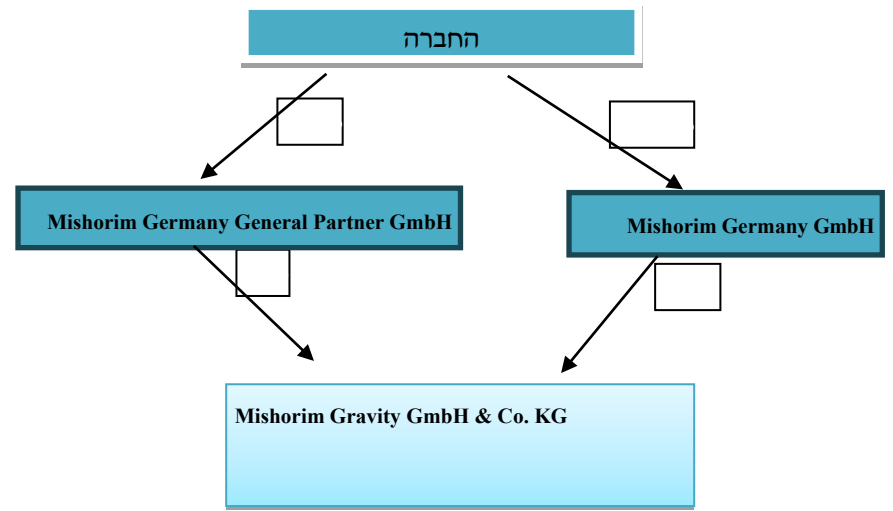 החברה
Mishorim Germany General Partner GmbH
Mishorim Germany GmbH
Mishorim Gravity GmbH & Co. KG